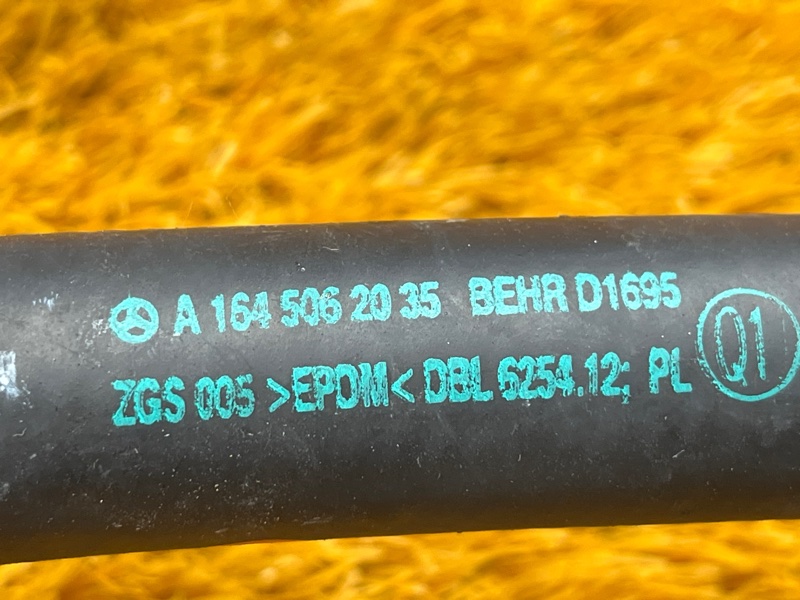 A 164 506 20 35 BEHR D1695
ZGS 005 >EPDM< DBL 6254.12; PL
Q1